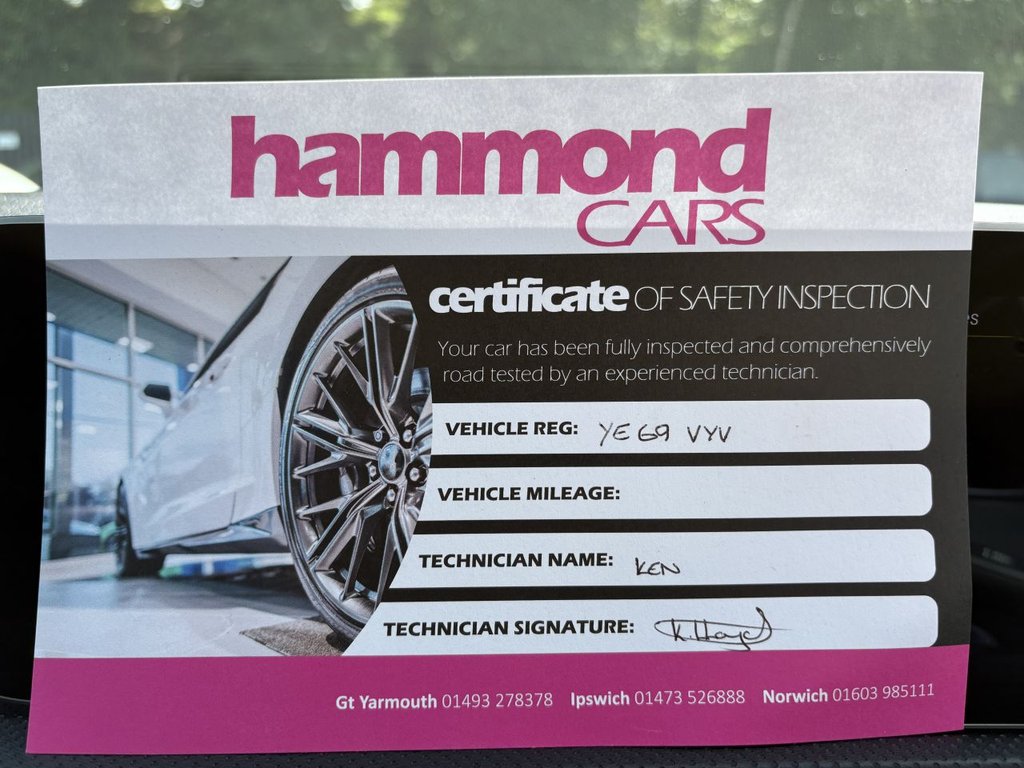 hammond
CARS
certificate OF SAFETY INSPECTION
Your car has been fully inspected and comprehensively
road tested by an experienced technician.
VEHICLE REG: YE69 VYV
VEHICLE MILEAGE:
TECHNICIAN NAME: KEN
TECHNICIAN SIGNATURE:
Gt Yarmouth 01493 278378 Ipswich 01473 526888 Norwich 01603 985111